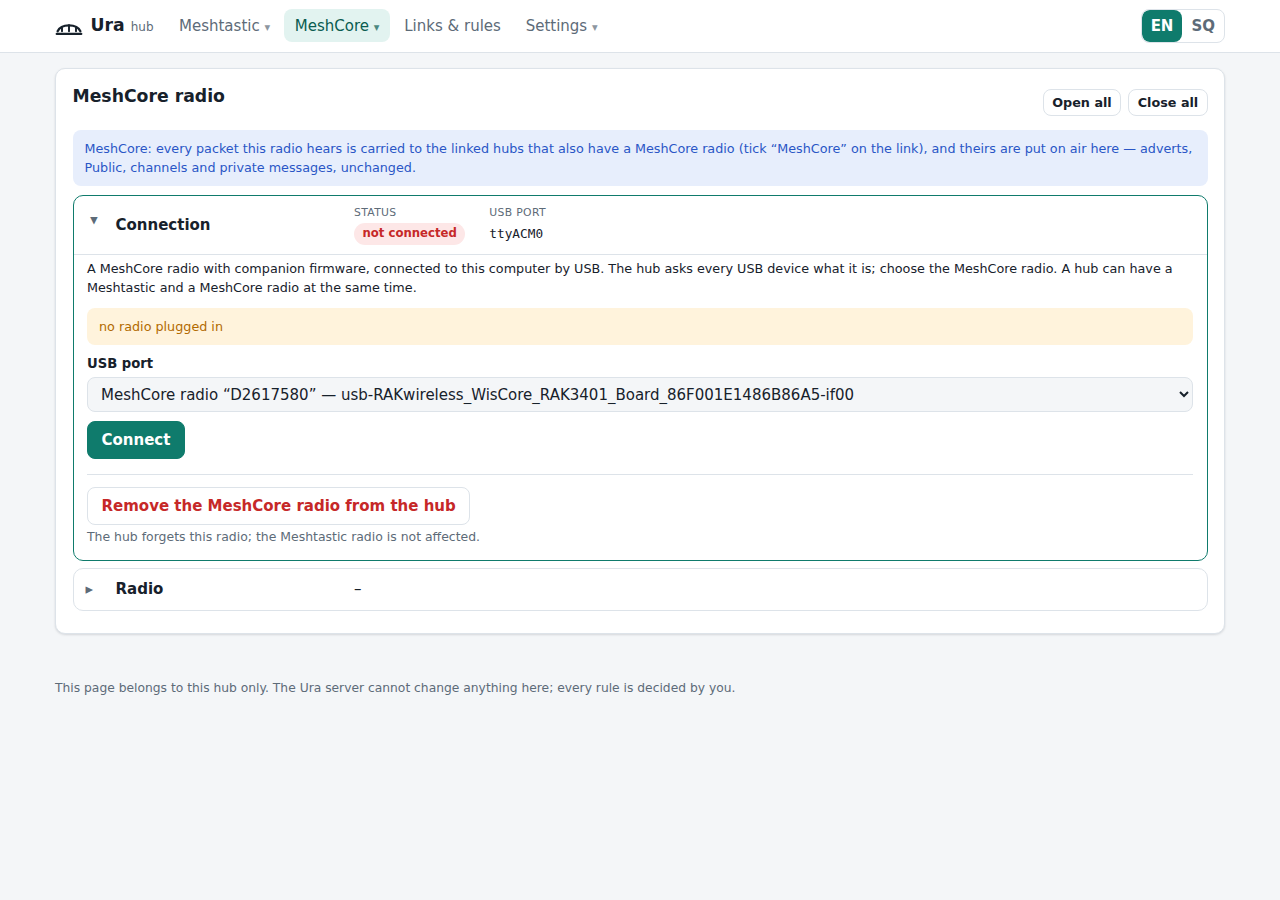 Ura hub
Meshtastic ▾
MeshCore ▾
Links & rules
Settings ▾
EN SQ
MeshCore radio
Open all
Close all
MeshCore: every packet this radio hears is carried to the linked hubs that also have a MeshCore radio (tick “MeshCore” on the link), and theirs are put on air here — adverts,
Public, channels and private messages, unchanged.
▾ Connection
STATUS
not connected
USB PORT
ttyACM0
A MeshCore radio with companion firmware, connected to this computer by USB. The hub asks every USB device what it is; choose the MeshCore radio. A hub can have a
Meshtastic and a MeshCore radio at the same time.
no radio plugged in
USB port
MeshCore radio “D2617580” — usb-RAKwireless_WisCore_RAK3401_Board_86F001E1486B86A5-if00
Connect
Remove the MeshCore radio from the hub
The hub forgets this radio; the Meshtastic radio is not affected.
▸ Radio –
This page belongs to this hub only. The Ura server cannot change anything here; every rule is decided by you.